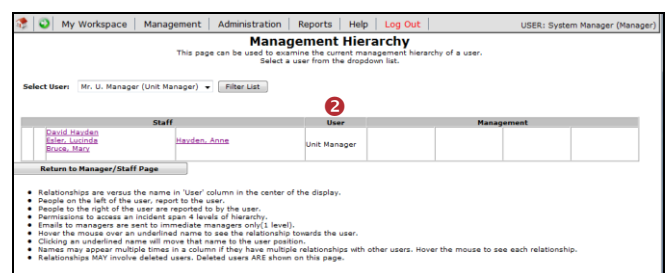 My Workspace | Management | Administration | Reports | Help | Log Out | USER: System Manager (Manager)
Management Hierarchy
This page can be used to examine the current management hierarchy of a user.
Select a user from the dropdown list.
Select User: Mr. U. Manager (Unit Manager) Filter List
2
Staff User Management
David Hayden
Esler, Lucinda Hayden, Anne Unit Manager
Bruce, Mary
Return to Manager/Staff Page
• Relationships are versus the name in 'User' column in the center of the display.
• People on the left of the user, report to the user.
• People to the right of the user are reported to by the user.
• Permissions to access an incident span 4 levels of hierarchy.
• Emails to managers are sent to immediate managers only(1 level).
• Hover the mouse over an underlined name to see the relationship towards the user.
• Clicking an underlined name will move that name to the user position.
• Names may appear multiple times in a column if they have multiple relationships with other users. Hover the mouse to see each relationship.
• Relationships MAY involve deleted users. Deleted users ARE shown on this page.